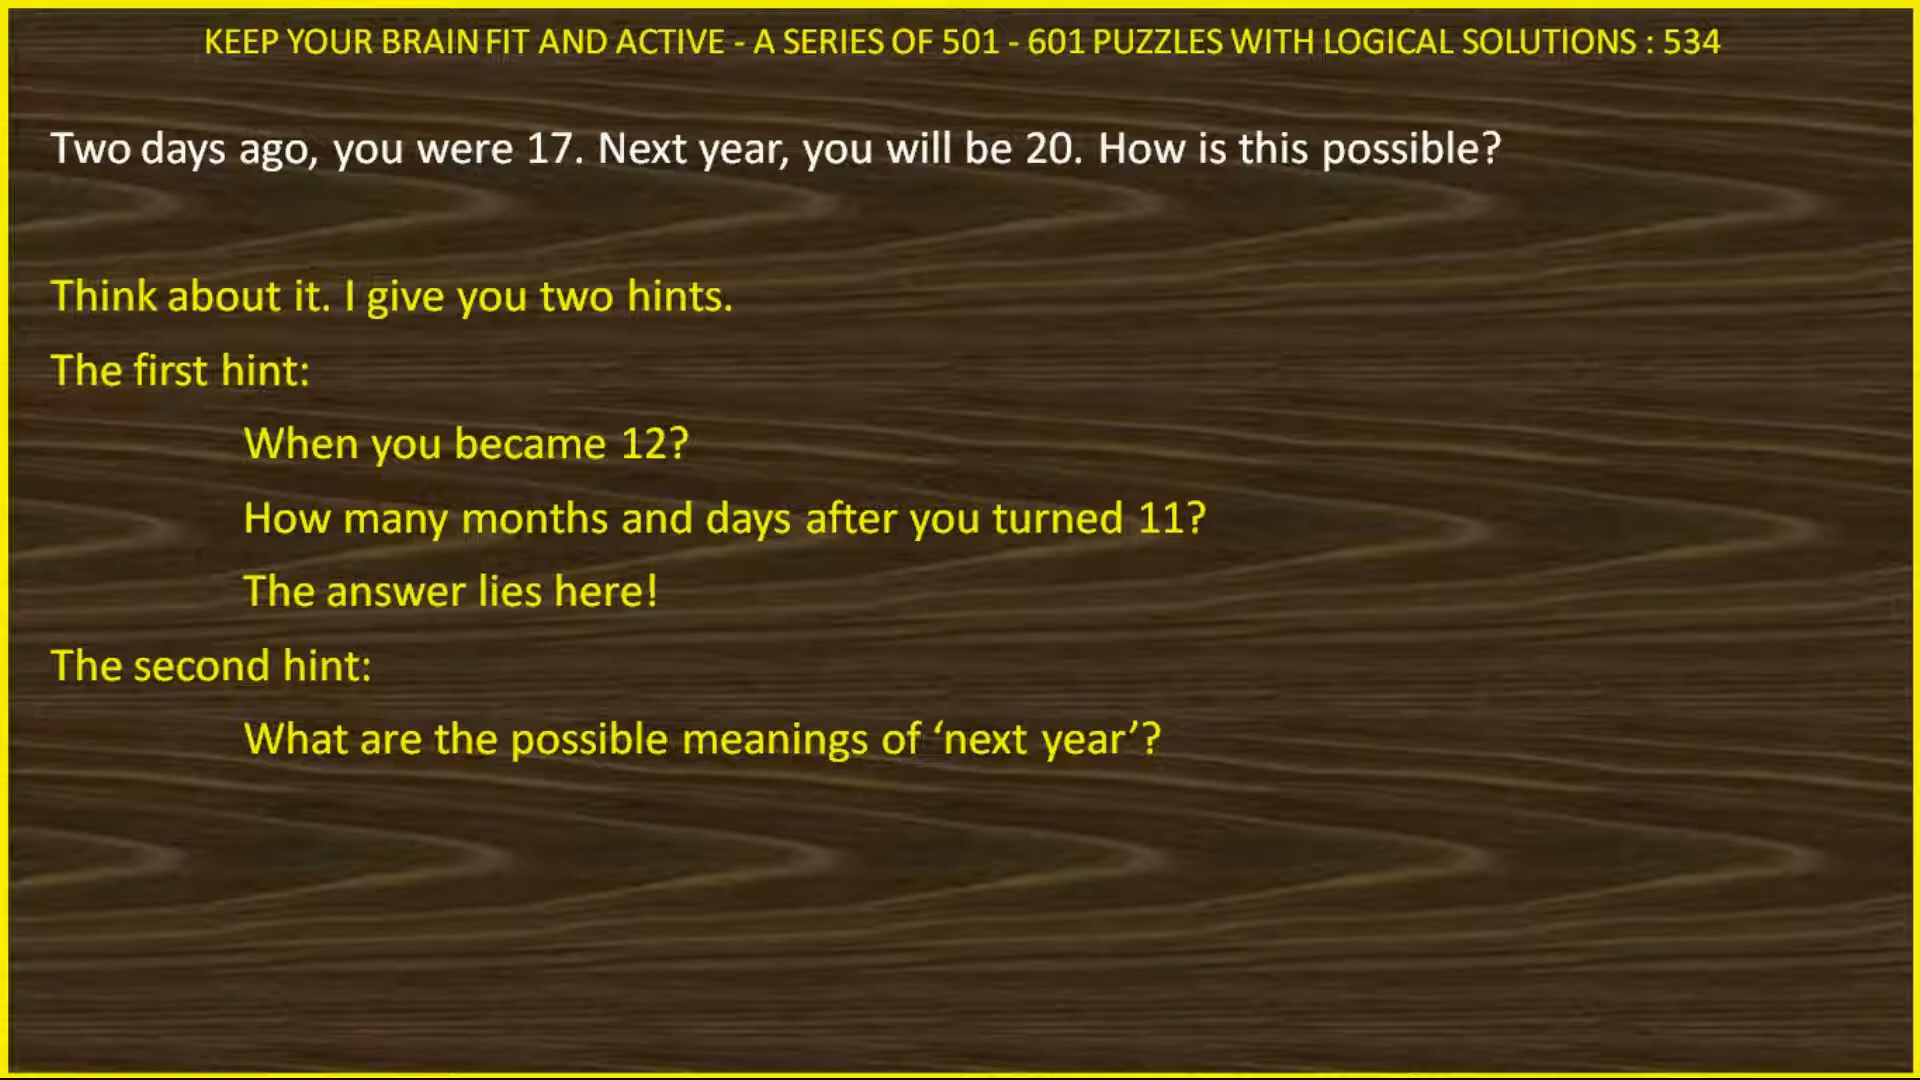 KEEP YOUR BRAIN FIT AND ACTIVE - A SERIES OF 501 - 601 PUZZLES WITH LOGICAL SOLUTIONS : 534
Two days ago, you were 17. Next year, you will be 20. How is this possible?
Think about it. I give you two hints.
The first hint:
When you became 12?
How many months and days after you turned 11?
The answer lies here!
The second hint:
What are the possible meanings of ‘next year’?